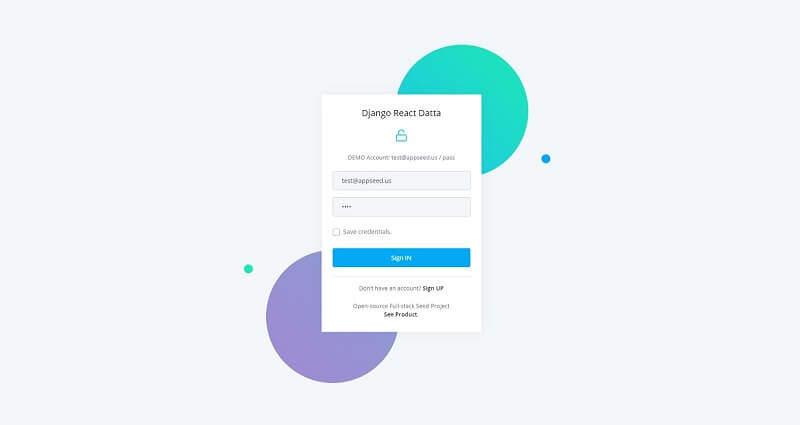 Django React Datta
DEMO Account: test@appseed.us / pass
test@appseed.us
••••
Save credentials.
Sign IN
Don't have an account? Sign UP
Open-source Full-stack Seed Project
See Product.